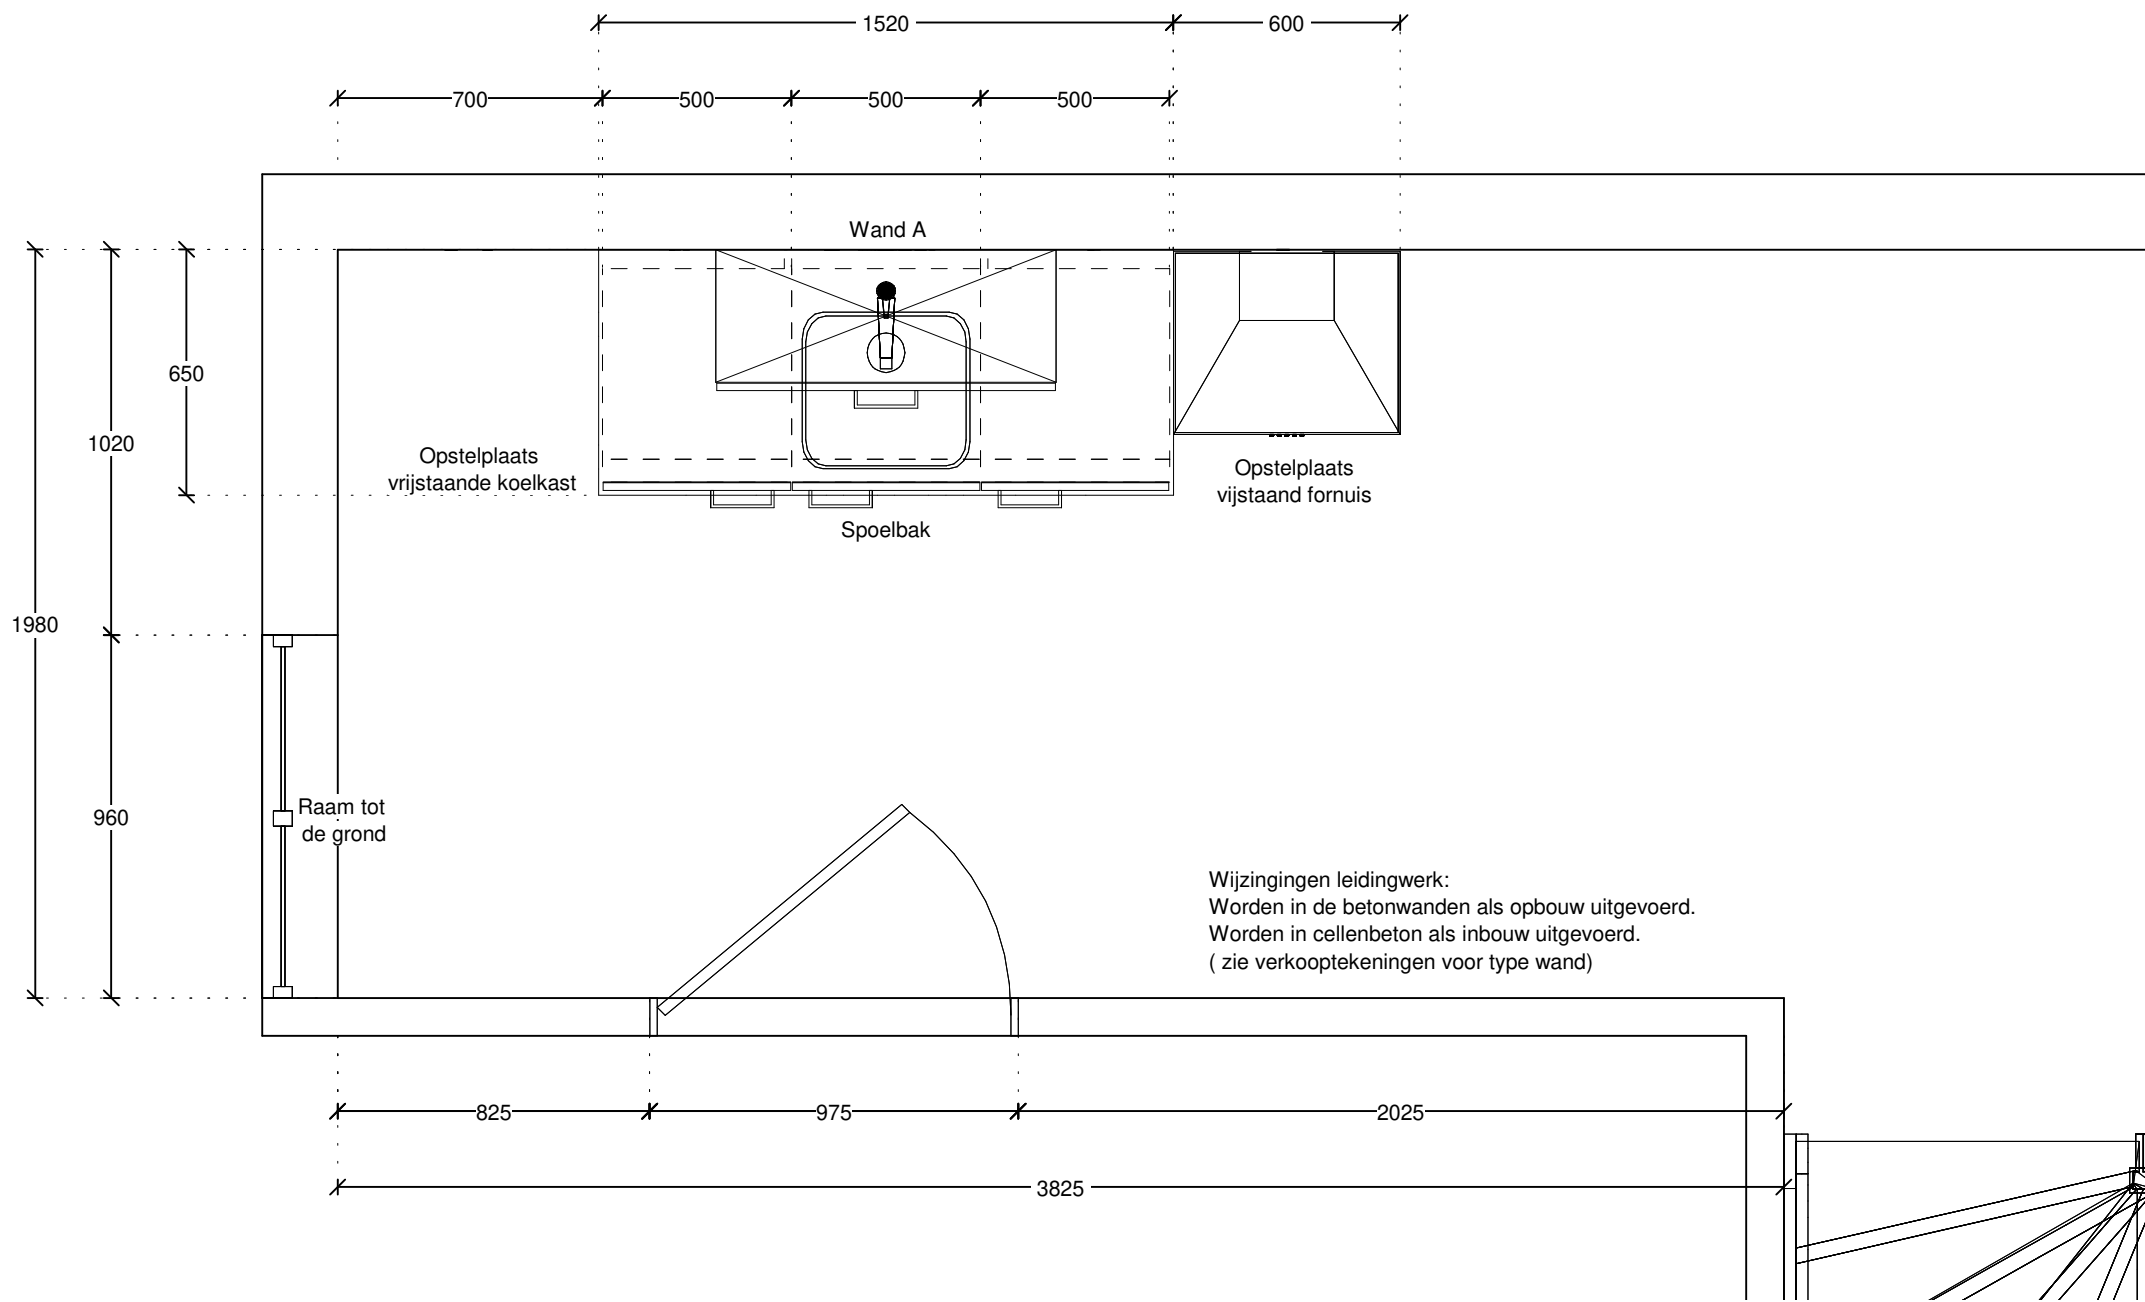 1520
600
700
500
500
500
Wand A
650
1020
1980
960
Opstelplaats
vrijstaande koelkast
Spoelbak
Opstelplaats
vijstaand fornuis
Raam tot
de grond
Wijzingingen leidingwerk:
Worden in de betonwanden als opbouw uitgevoerd.
Worden in cellenbeton als inbouw uitgevoerd.
( zie verkooptekeningen voor type wand)
825
975
2025
3825